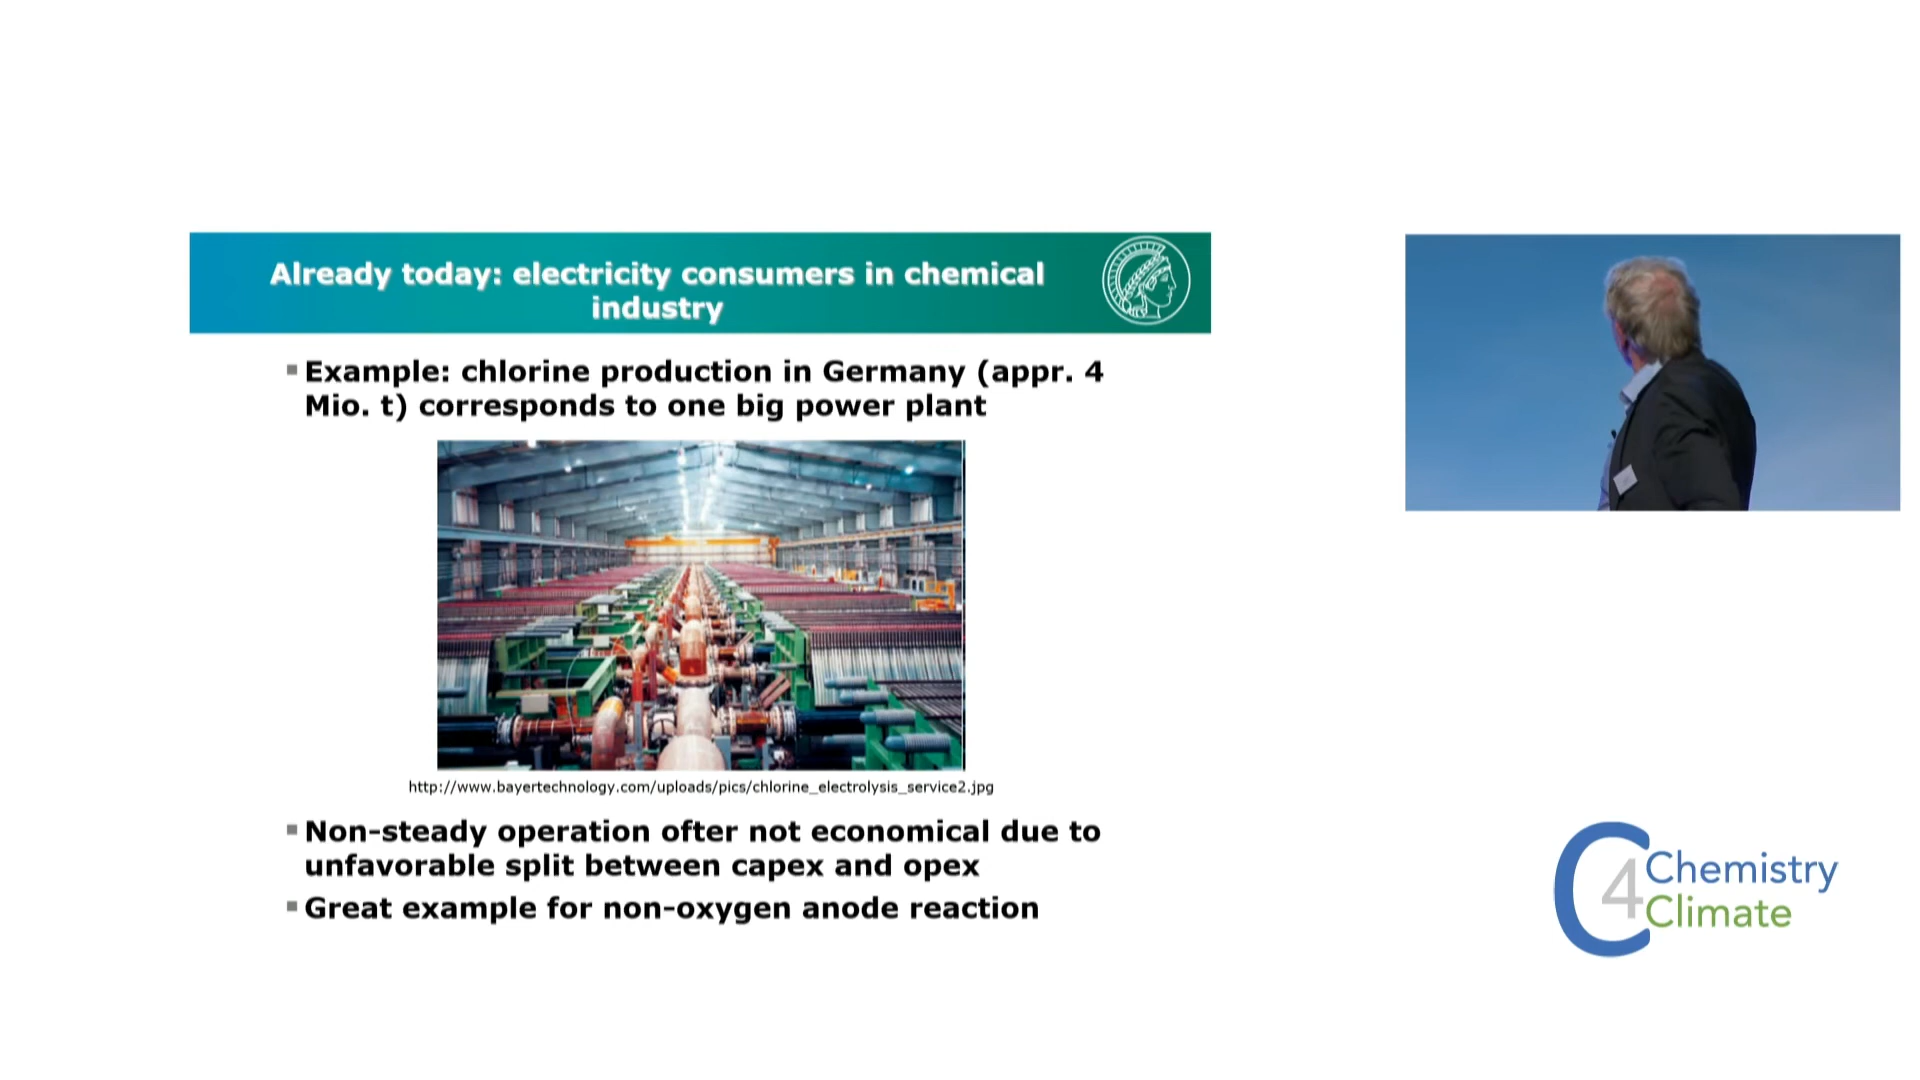 Already today: electricity consumers in chemical
industry
Example: chlorine production in Germany (appr. 4
Mio. t) corresponds to one big power plant
http://www.bayertechnology.com/uploads/pics/chlorine_electrolysis_service2.jpg
Non-steady operation ofter not economical due to
unfavorable split between capex and opex
Great example for non-oxygen anode reaction
C4 Chemistry
Climate